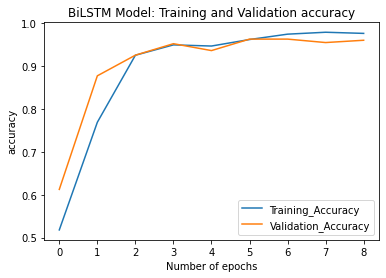 BiLSTM Model: Training and Validation accuracy
1.0
0.9
0.8
0.7
0.6
0.5
accuracy
Training_Accuracy
Validation_Accuracy
0 1 2 3 4 5 6 7 8
Number of epochs